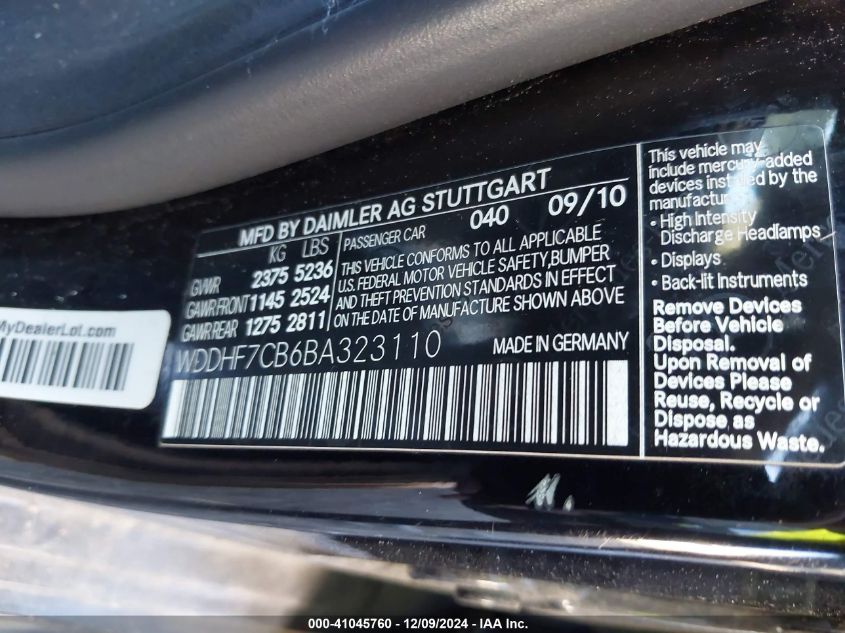 MFD BY DAIMLER AG STUTTGART
KG LBS
GVWR 2375 5236
GAWR FRONT 1145 2524
GAWR REAR 1275 2811
PASSENGER CAR 040 09/10
THIS VEHICLE CONFORMS TO ALL APPLICABLE
U.S. FEDERAL MOTOR VEHICLE SAFETY,BUMPER
AND THEFT PREVENTION STANDARDS IN EFFECT
ON THE DATE OF MANUFACTURE SHOWN ABOVE
WDDHF7CB6BA323110 MADE IN GERMANY
This vehicle may
include mercury-added
devices installed by the
manufacturer:
• High Intensity
Discharge Headlamps
• Displays
• Back-lit Instruments
Remove Devices
Before Vehicle
Disposal.
Upon Removal of
Devices Please
Reuse, Recycle or
Dispose as
Hazardous Waste.
MyDealerLot.com
000-41045760 - 12/09/2024 - IAA Inc.